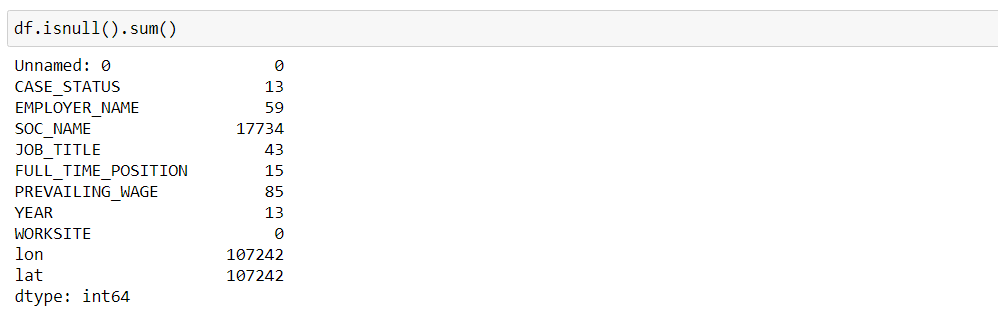 df.isnull().sum()
Unnamed: 0 0
CASE_STATUS 13
EMPLOYER_NAME 59
SOC_NAME 17734
JOB_TITLE 43
FULL_TIME_POSITION 15
PREVAILING_WAGE 85
YEAR 13
WORKSITE 0
lon 107242
lat 107242
dtype: int64